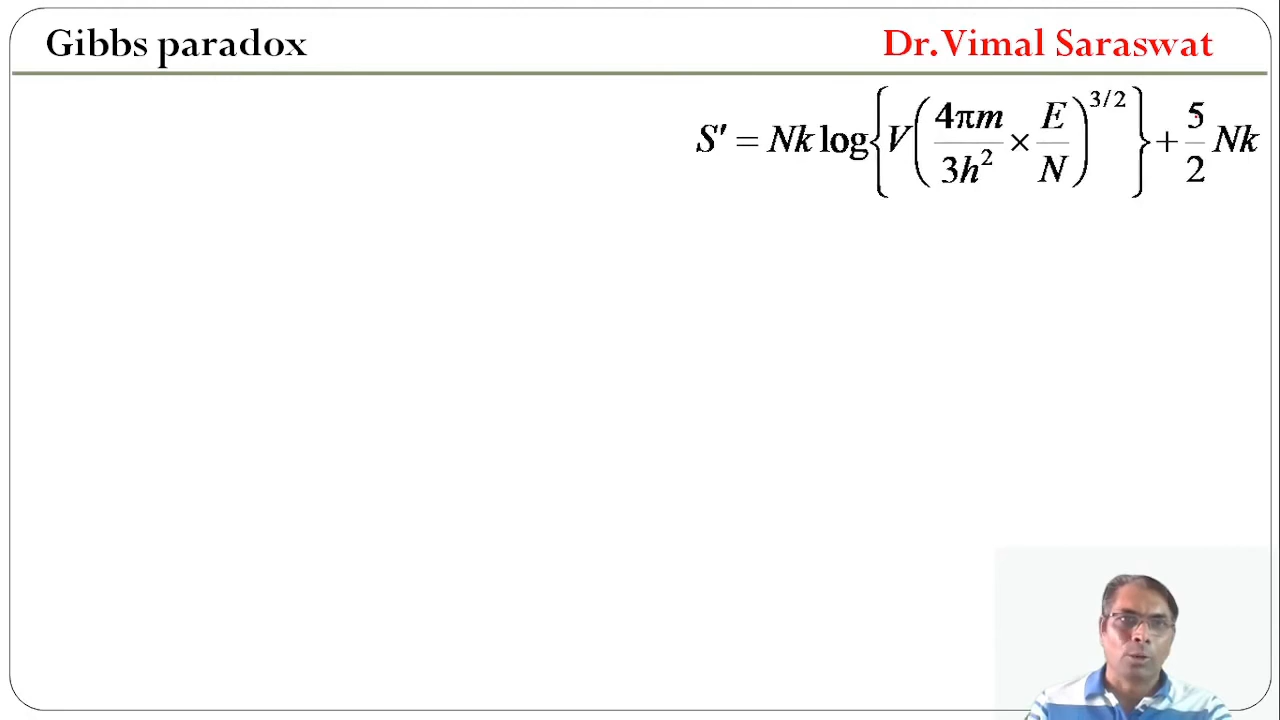 Gibbs paradox
Dr. Vimal Saraswat
S′ = Nk log{V(4πm/3h² × E/N)^3/2} + 5/2 Nk